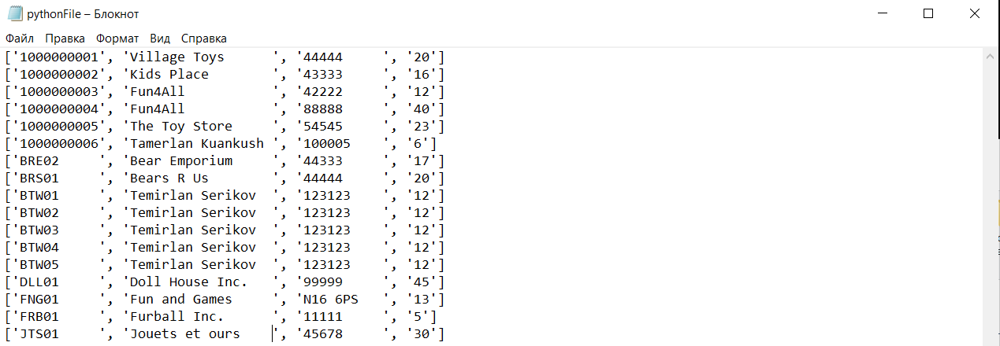 pythonFile – Блокнот
Файл Правка Формат Вид Справка
['1000000001', 'Village Toys      ', '44444     ', '20']
['1000000002', 'Kids Place        ', '43333     ', '16']
['1000000003', 'Fun4All           ', '42222     ', '12']
['1000000004', 'Fun4All           ', '88888     ', '40']
['1000000005', 'The Toy Store     ', '54545     ', '23']
['1000000006', 'Tamerlan Kuankush ', '100005    ', '6']
['BRE02     ', 'Bear Emporium     ', '44333     ', '17']
['BRS01     ', 'Bears R Us        ', '44444     ', '20']
['BTW01     ', 'Temirlan Serikov  ', '123123    ', '12']
['BTW02     ', 'Temirlan Serikov  ', '123123    ', '12']
['BTW03     ', 'Temirlan Serikov  ', '123123    ', '12']
['BTW04     ', 'Temirlan Serikov  ', '123123    ', '12']
['BTW05     ', 'Temirlan Serikov  ', '123123    ', '12']
['DLL01     ', 'Doll House Inc.   ', '99999     ', '45']
['FNG01     ', 'Fun and Games     ', 'N16 6PS   ', '13']
['FRB01     ', 'Furball Inc.      ', '11111     ', '5']
['JTS01     ', 'Jouets et ours    ', '45678     ', '30']